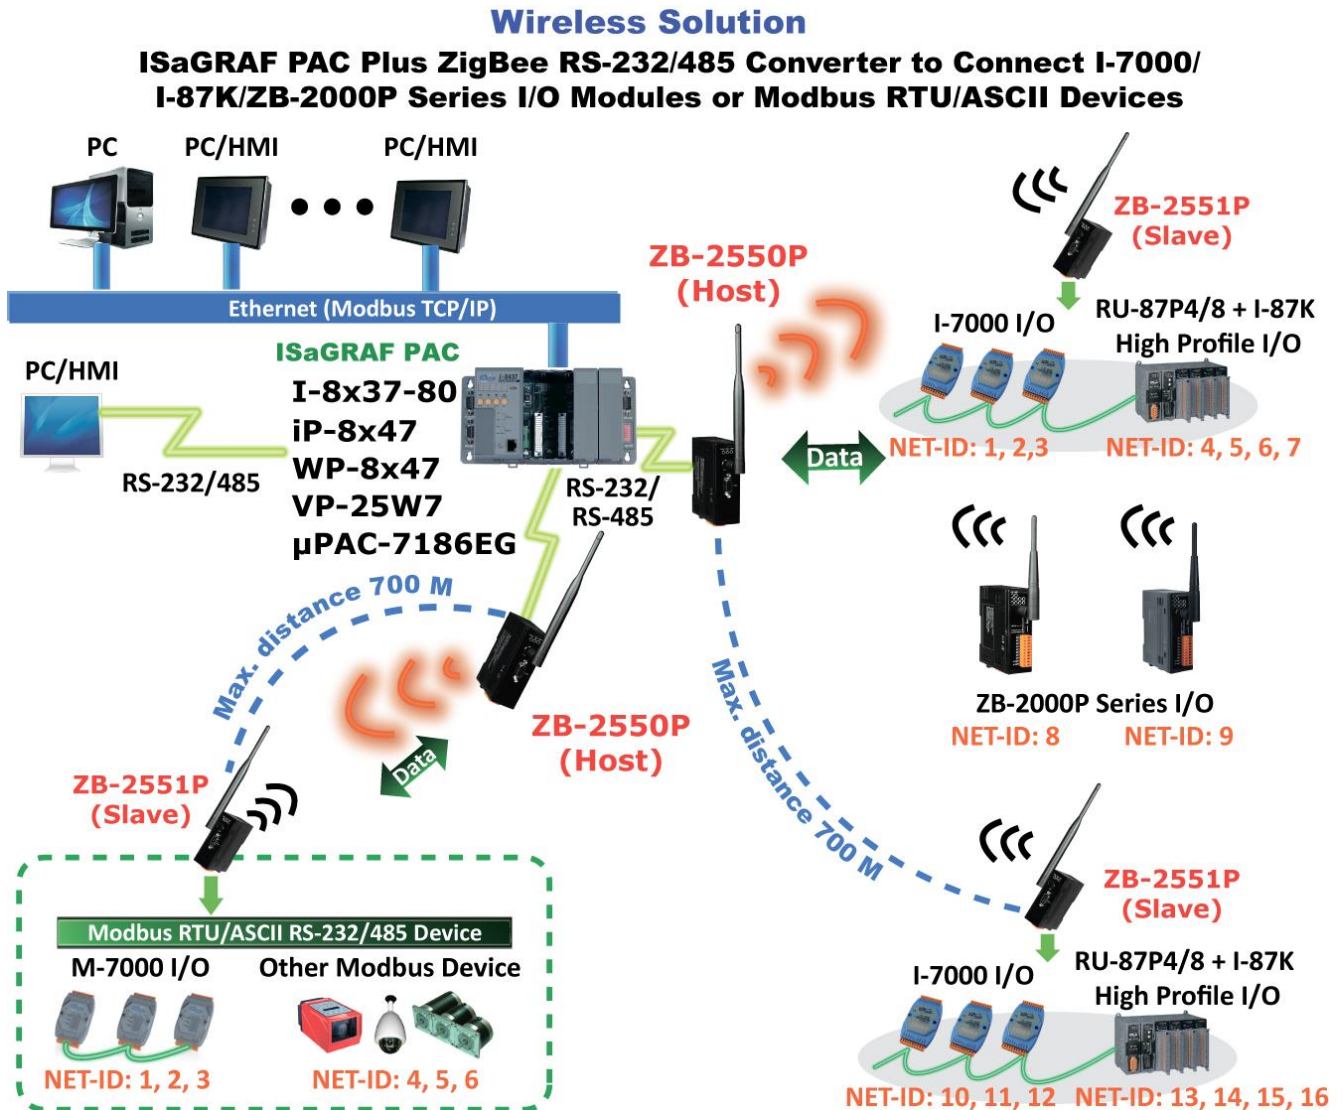 Wireless Solution
ISaGRAF PAC Plus ZigBee RS-232/485 Converter to Connect I-7000/
I-87K/ZB-2000P Series I/O Modules or Modbus RTU/ASCII Devices
PC
PC/HMI
PC/HMI
Ethernet (Modbus TCP/IP)
ISaGRAF PAC
I-8x37-80
iP-8x47
WP-8x47
VP-25W7
µPAC-7186EG
PC/HMI
RS-232/485
RS-232/
RS-485
ZB-2550P
(Host)
Data
ZB-2551P
(Slave)
I-7000 I/O
RU-87P4/8 + I-87K
High Profile I/O
NET-ID: 1, 2,3
NET-ID: 4, 5, 6, 7
ZB-2000P Series I/O
NET-ID: 8
NET-ID: 9
Max. distance 700 M
Max. distance 700 M
ZB-2550P
(Host)
Data
ZB-2551P
(Slave)
Modbus RTU/ASCII RS-232/485 Device
M-7000 I/O
Other Modbus Device
NET-ID: 1, 2, 3
NET-ID: 4, 5, 6
ZB-2551P
(Slave)
I-7000 I/O
RU-87P4/8 + I-87K
High Profile I/O
NET-ID: 10, 11, 12
NET-ID: 13, 14, 15, 16